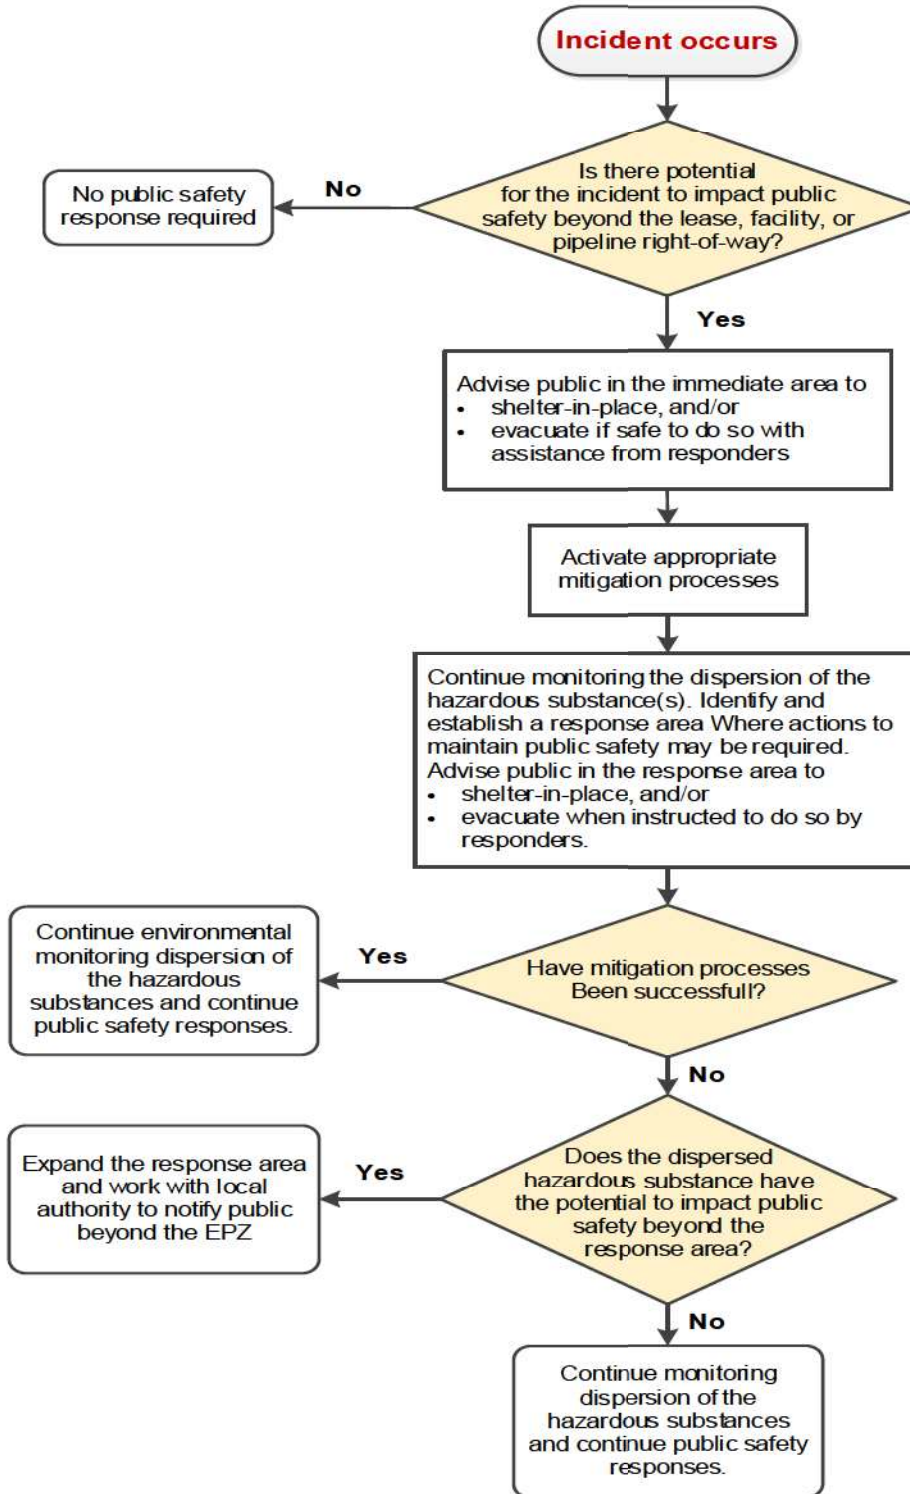 Incident occurs
Is there potential
for the incident to impact public
safety beyond the lease, facility, or
pipeline right-of-way?
No
No public safety
response required
Yes
Advise public in the immediate area to
• shelter-in-place, and/or
• evacuate if safe to do so with
assistance from responders
Activate appropriate
mitigation processes
Continue monitoring the dispersion of the
hazardous substance(s). Identify and
establish a response area Where actions to
maintain public safety may be required.
Advise public in the response area to
• shelter-in-place, and/or
• evacuate when instructed to do so by
responders.
Have mitigation processes
Been successfull?
Yes
Continue environmental
monitoring dispersion of
the hazardous
substances and continue
public safety responses.
No
Does the dispersed
hazardous substance have
the potential to impact public
safety beyond the
response area?
Yes
Expand the response area
and work with local
authority to notify public
beyond the EPZ
No
Continue monitoring
dispersion of the
hazardous substances
and continue public safety
responses.